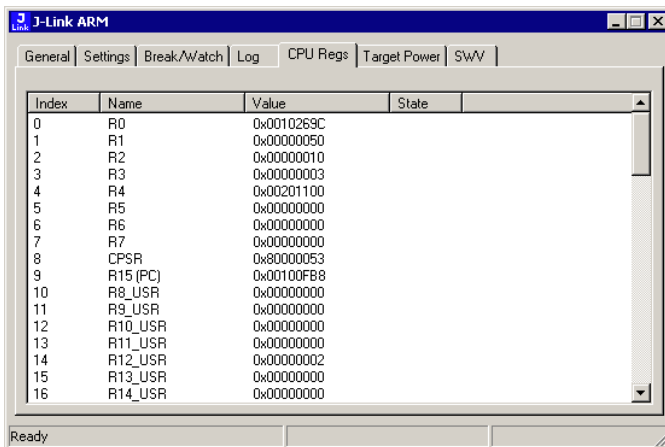 J-Link J-Link ARM
General Settings Break/Watch Log CPU Regs Target Power SWV
Index Name Value State
0 R0 0x0010269C
1 R1 0x00000050
2 R2 0x00000010
3 R3 0x00000003
4 R4 0x00201100
5 R5 0x00000000
6 R6 0x00000000
7 R7 0x00000000
8 CPSR 0x80000053
9 R15 (PC) 0x00100FB8
10 R8_USR 0x00000000
11 R9_USR 0x00000000
12 R10_USR 0x00000000
13 R11_USR 0x00000000
14 R12_USR 0x00000002
15 R13_USR 0x00000000
16 R14_USR 0x00000000
Ready